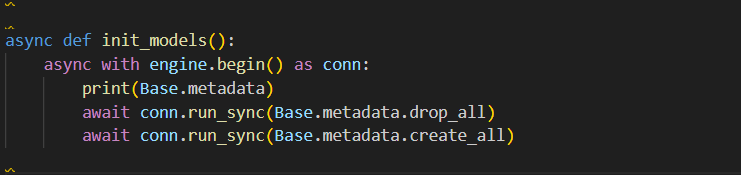 async def init_models():
    async with engine.begin() as conn:
        print(Base.metadata)
        await conn.run_sync(Base.metadata.drop_all)
        await conn.run_sync(Base.metadata.create_all)